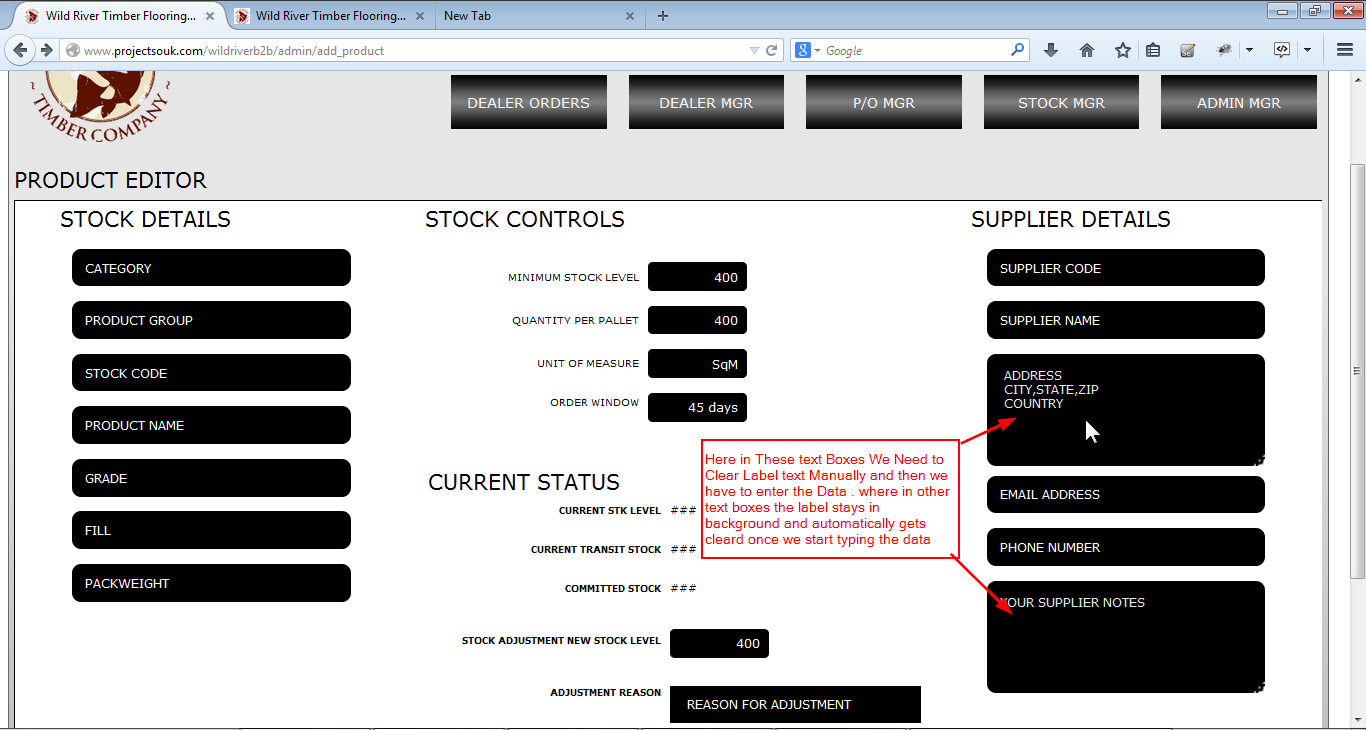 Wild River Timber Flooring...
Wild River Timber Flooring...
New Tab
www.projectsouk.com/wildriverb2b/admin/add_product
Google
~ TIMBER COMPANY ~
DEALER ORDERS
DEALER MGR
P/O MGR
STOCK MGR
ADMIN MGR
PRODUCT EDITOR
STOCK DETAILS
CATEGORY
PRODUCT GROUP
STOCK CODE
PRODUCT NAME
GRADE
FILL
PACKWEIGHT
STOCK CONTROLS
MINIMUM STOCK LEVEL 400
QUANTITY PER PALLET 400
UNIT OF MEASURE SqM
ORDER WINDOW 45 days
CURRENT STATUS
CURRENT STK LEVEL ###
CURRENT TRANSIT STOCK ###
COMMITTED STOCK ###
STOCK ADJUSTMENT NEW STOCK LEVEL 400
ADJUSTMENT REASON REASON FOR ADJUSTMENT
Here in These text Boxes We Need to
Clear Label text Manually and then we
have to enter the Data . where in other
text boxes the label stays in
background and automatically gets
cleard once we start typing the data
SUPPLIER DETAILS
SUPPLIER CODE
SUPPLIER NAME
ADDRESS
CITY,STATE,ZIP
COUNTRY
EMAIL ADDRESS
PHONE NUMBER
YOUR SUPPLIER NOTES